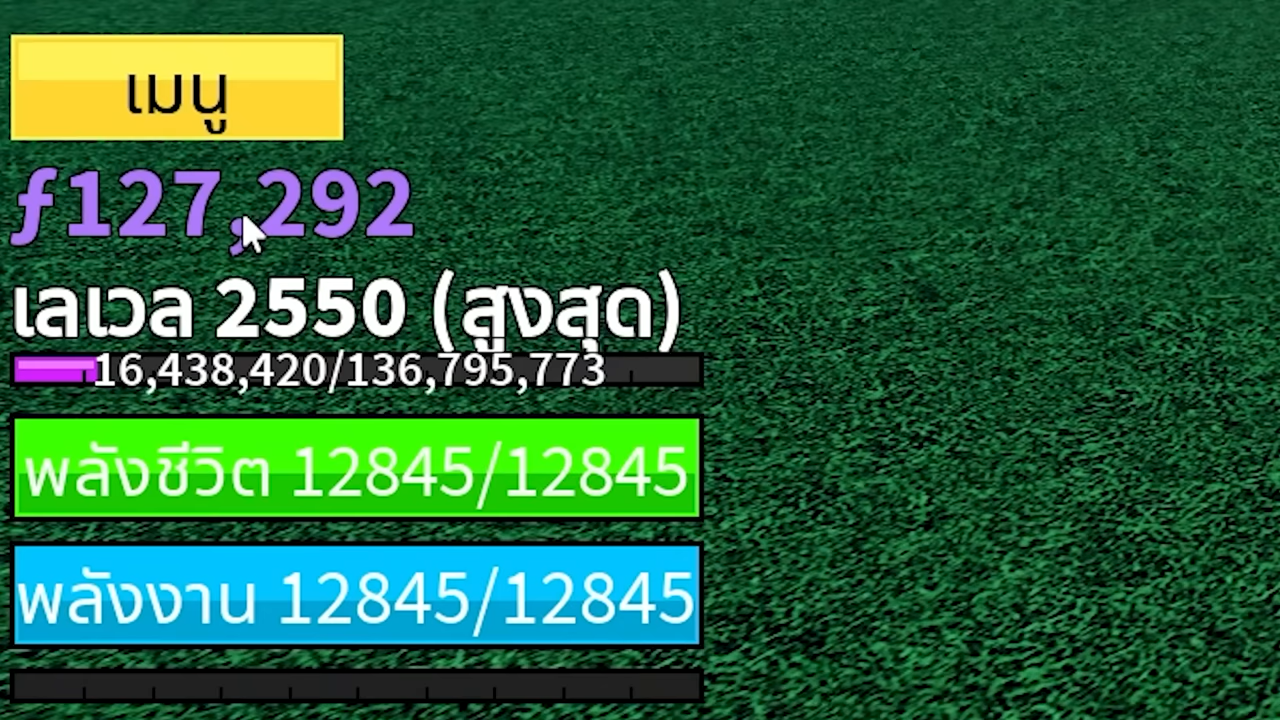 เมนู
ƒ127,292
เลเวล 2550 (สูงสุด)
16,438,420/136,795,773
พลังชีวิต 12845/12845
พลังงาน 12845/12845